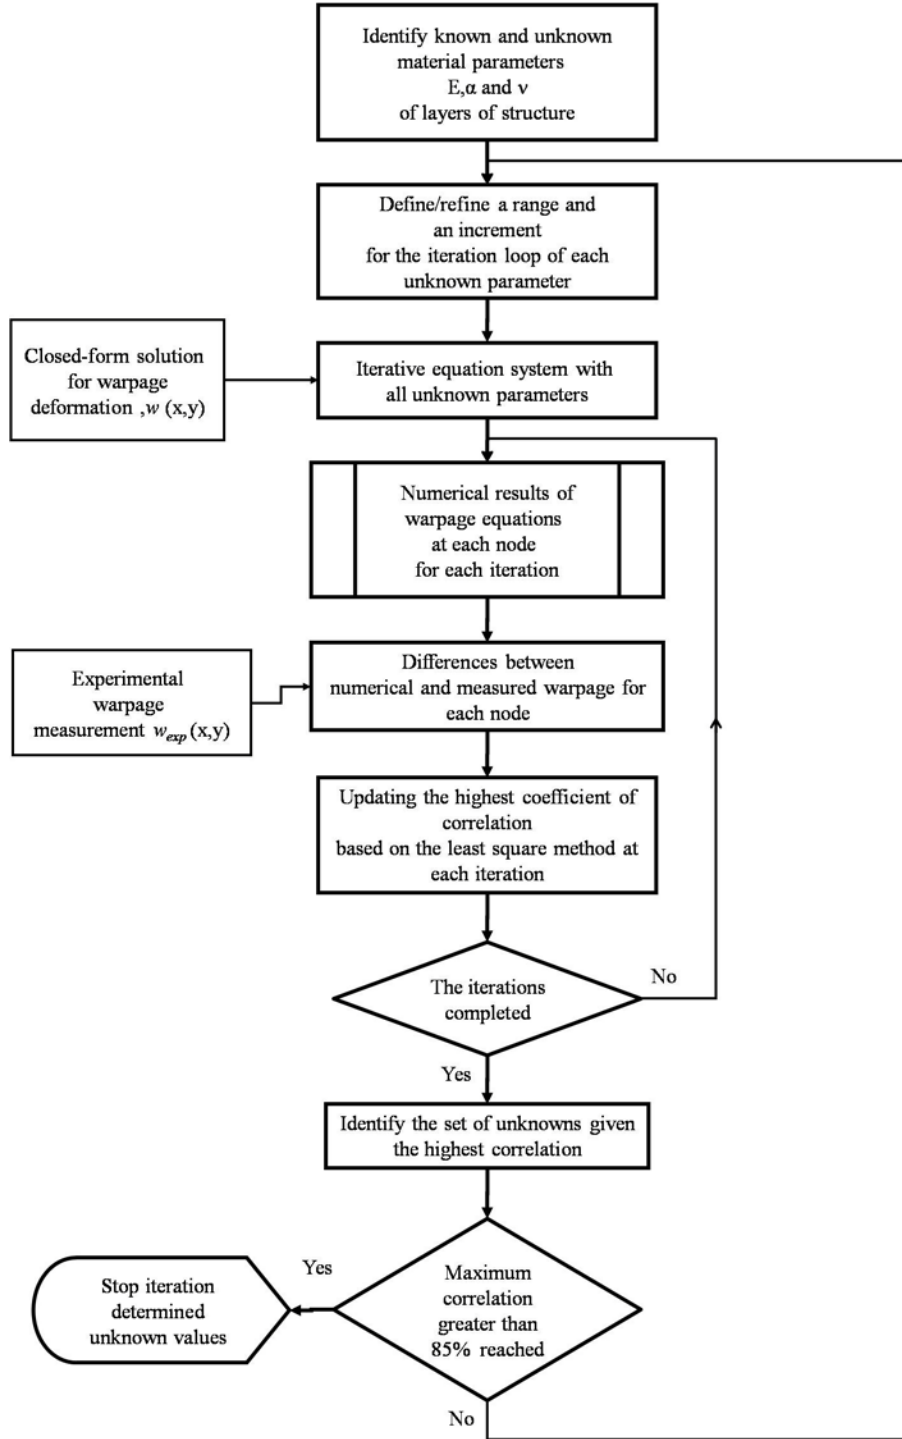 Identify known and unknown
material parameters
E,α and ν
of layers of structure
Define/refine a range and
an increment
for the iteration loop of each
unknown parameter
Closed-form solution
for warpage
deformation ,w (x,y)
Iterative equation system with
all unknown parameters
Numerical results of
warpage equations
at each node
for each iteration
Experimental
warpage
measurement wexp (x,y)
Differences between
numerical and measured warpage for
each node
Updating the highest coefficient of
correlation
based on the least square method at
each iteration
The iterations
completed
No
Yes
Identify the set of unknowns given
the highest correlation
Maximum
correlation
greater than
85% reached
Yes
Stop iteration
determined
unknown values
No